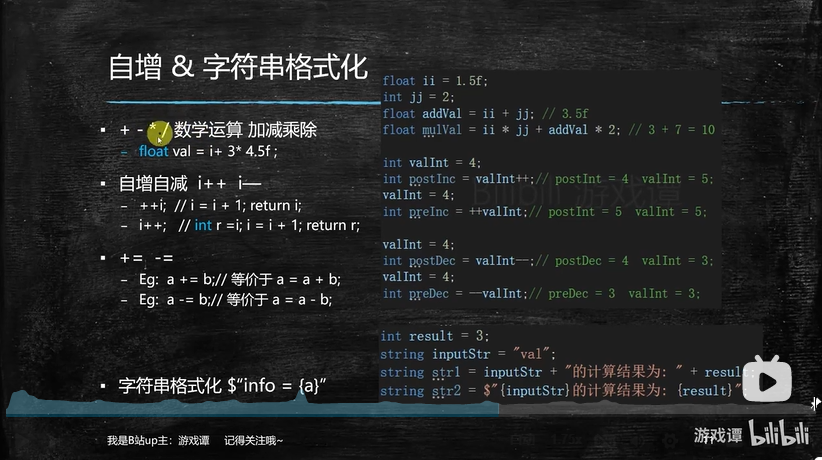 自增 & 字符串格式化
+ - * / 数学运算 加减乘除
float val = i+ 3* 4.5f ;
自增自减 i++ i—
++i; // i = i + 1; return i;
i++; // int r =i; i = i + 1; return r;
+= -=
Eg: a += b;// 等价于 a = a + b;
Eg: a -= b;// 等价于 a = a - b;
字符串格式化 $“info = {a}”
float ii = 1.5f;
int jj = 2;
float addVal = ii + jj; // 3.5f
float mulVal = ii * jj + addVal * 2; // 3 + 7 = 10
int valInt = 4;
int postInc = valInt++;// postInt = 4 valInt = 5;
valInt = 4;
int preInc = ++valInt;// postInt = 5 valInt = 5;
valInt = 4;
int postDec = valInt--;// postDec = 4 valInt = 3;
valInt = 4;
int preDec = --valInt;// preDec = 3 valInt = 3;
int result = 3;
string inputStr = "val";
string str1 = inputStr + "的计算结果为: " + result;
string str2 = $"{inputStr}的计算结果为: {result}"
我是B站up主：游戏谭 记得关注哦~
游戏谭 bilibili